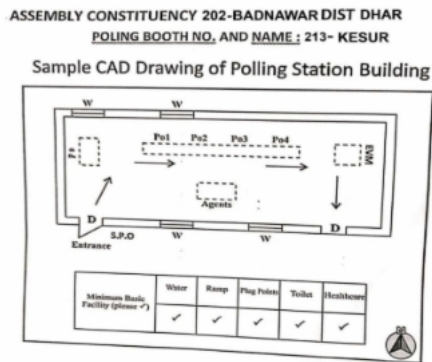 ASSEMBLY CONSTITUENCY 202-BADNAWAR DIST DHAR
POLING BOOTH NO. AND NAME : 213- KESUR
Sample CAD Drawing of Polling Station Building
W W
Po
Po1 Po2 Po3 Po4
EVM
Agents
D D
S.P.O W W
Entrance
Minimum Basic Facility (please ✓) Water Ramp Plug Points Toilet Healthcare
✓ ✓ ✓ ✓ ✓